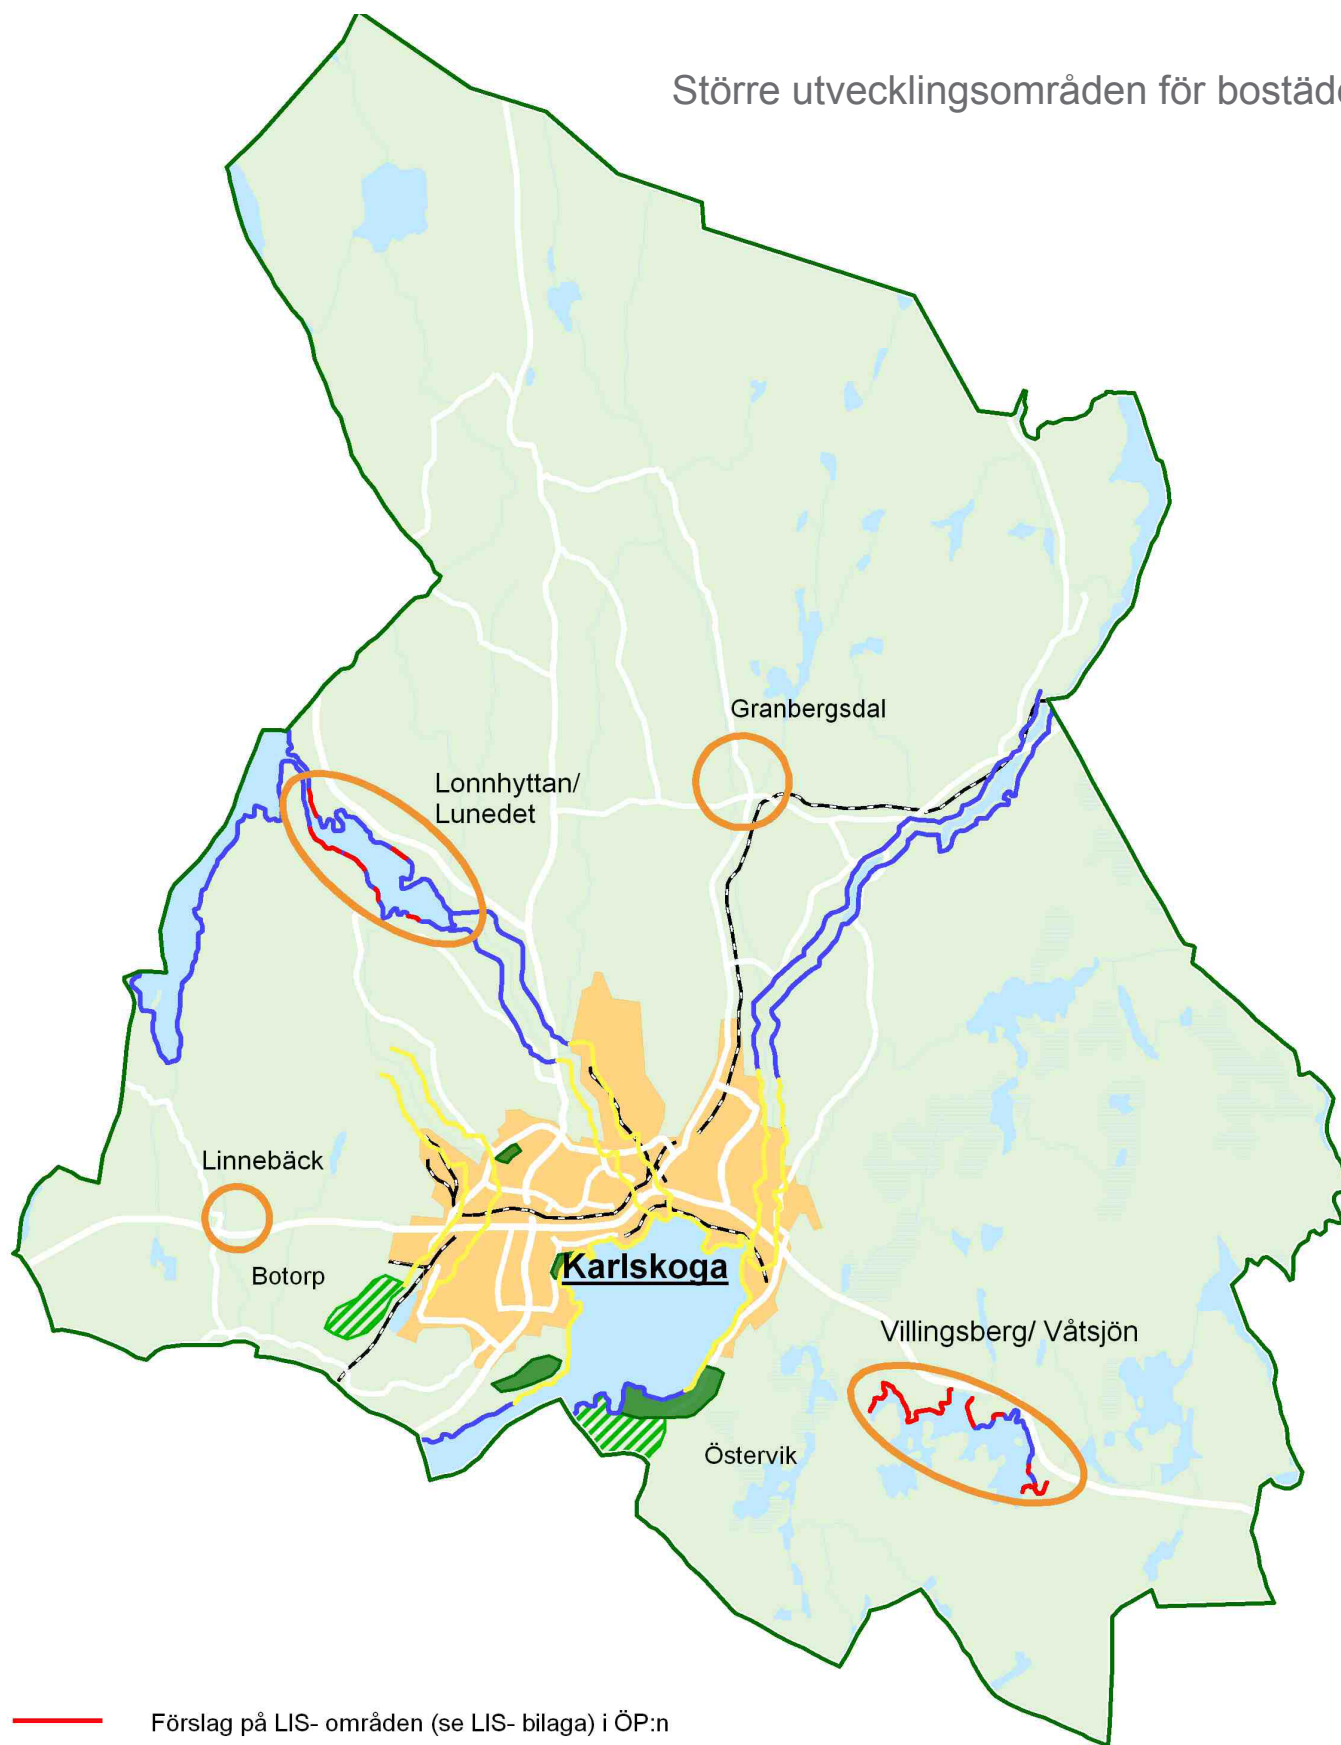 Större utvecklingsområden för bostäde
Granbergsdal
Lonnhyttan/
Lunedet
Linnebäck
Botorp
Karlskoga
Villingsberg/ Våtsjön
Östervik
Förslag på LIS- områden (se LIS- bilaga) i ÖP:n